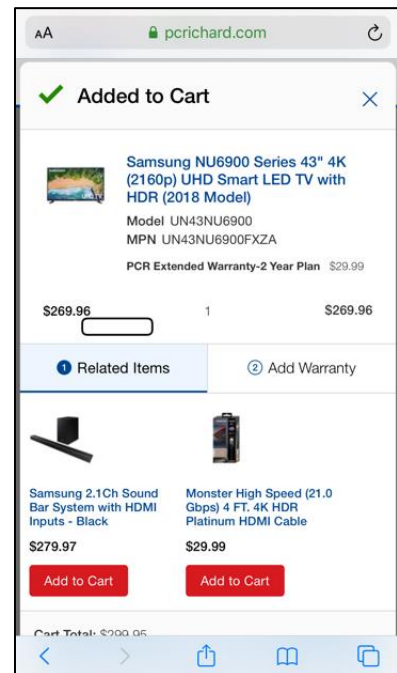 AA pcrichard.com
Added to Cart
Samsung NU6900 Series 43" 4K
(2160p) UHD Smart LED TV with
HDR (2018 Model)
Model UN43NU6900
MPN UN43NU6900FXZA
PCR Extended Warranty-2 Year Plan $29.99
$269.96 1 $269.96
1 Related Items 2 Add Warranty
Samsung 2.1Ch Sound
Bar System with HDMI
Inputs - Black
$279.97
Add to Cart
Monster High Speed (21.0
Gbps) 4 FT. 4K HDR
Platinum HDMI Cable
$29.99
Add to Cart
Cart Total: $299.95